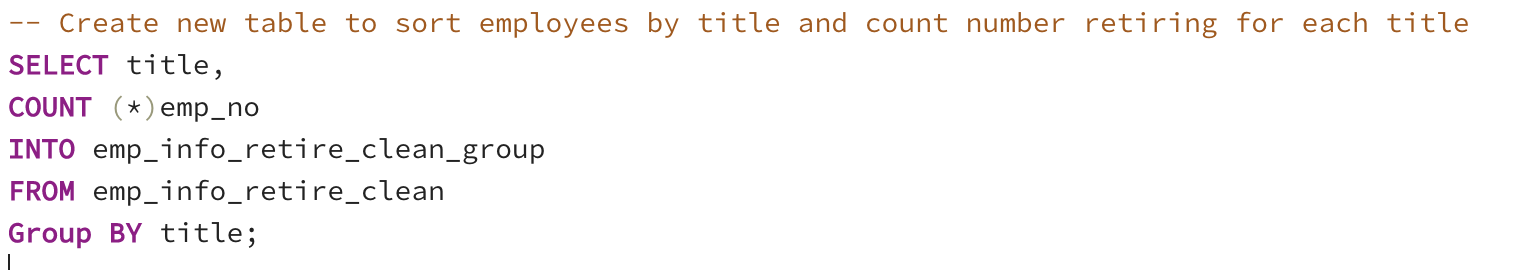 -- Create new table to sort employees by title and count number retiring for each title
SELECT title,
COUNT (*)emp_no
INTO emp_info_retire_clean_group
FROM emp_info_retire_clean
Group BY title;